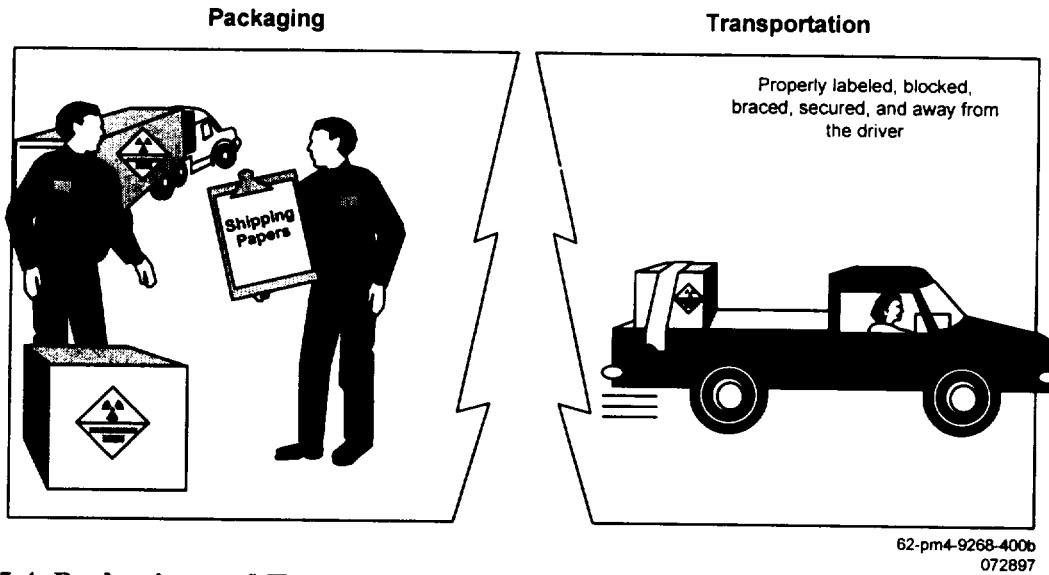 Packaging
Transportation
Shipping
Papers
Properly labeled, blocked,
braced, secured, and away from
the driver
62-pm4-9268-400b
072897